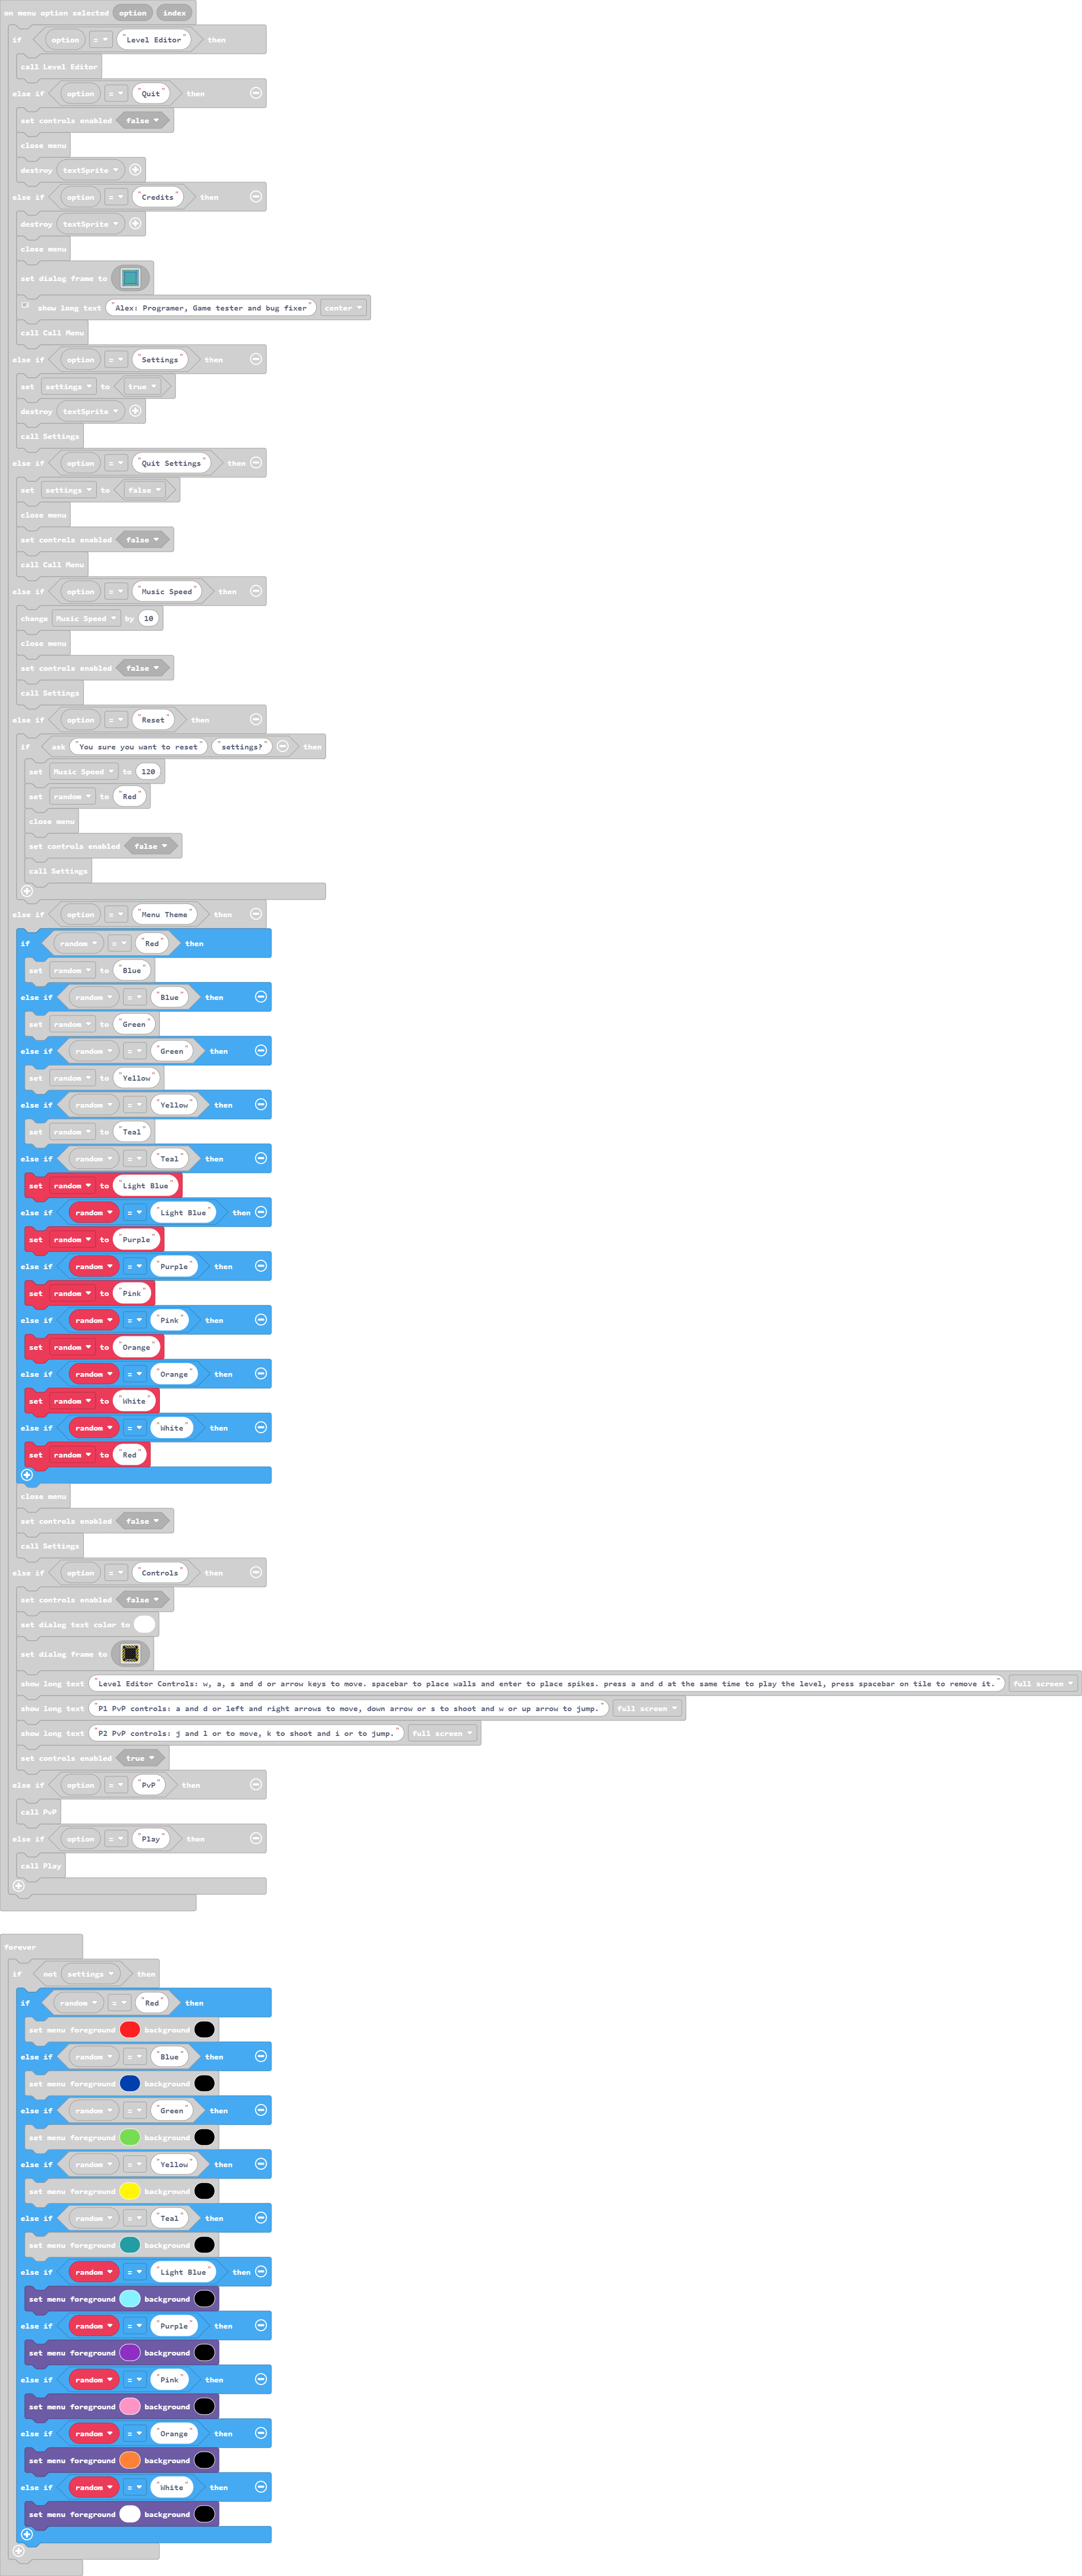 on menu option selected option index
if option = "Level Editor" then
call Level Editor
else if option = "Quit" then
set controls enabled false
close menu
destroy textSprite
else if option = "Credits" then
destroy textSprite
close menu
set dialog frame to
show long text "Alex: Programer, Game tester and bug fixer" center
call Call Menu
else if option = "Settings" then
set settings to true
destroy textSprite
call Settings
else if option = "Quit Settings" then
set settings to false
close menu
set controls enabled false
call Call Menu
else if option = "Music Speed" then
change Music Speed by 10
close menu
set controls enabled false
call Settings
else if option = "Reset" then
if ask "You sure you want to reset" "settings?" then
set Music Speed to 120
set random to "Red"
close menu
set controls enabled false
call Settings
else if option = "Menu Theme" then
if random = "Red" then
set random to "Blue"
else if random = "Blue" then
set random to "Green"
else if random = "Green" then
set random to "Yellow"
else if random = "Yellow" then
set random to "Teal"
else if random = "Teal" then
set random to "Light Blue"
else if random = "Light Blue" then
set random to "Purple"
else if random = "Purple" then
set random to "Pink"
else if random = "Pink" then
set random to "Orange"
else if random = "Orange" then
set random to "White"
else if random = "White" then
set random to "Red"
close menu
set controls enabled false
call Settings
else if option = "Controls" then
set controls enabled false
set dialog text color to
set dialog frame to
show long text "Level Editor Controls: w, a, s and d or arrow keys to move. spacebar to place walls and enter to place spikes. press a and d at the same time to play the level, press spacebar on tile to remove it." full screen
show long text "P1 PvP controls: a and d or left and right arrows to move, down arrow or s to shoot and w or up arrow to jump." full screen
show long text "P2 PvP controls: j and l or to move, k to shoot and i or to jump." full screen
set controls enabled true
else if option = "PvP" then
call PvP
else if option = "Play" then
call Play
forever
if not settings then
if random = "Red" then
set menu foreground background
else if random = "Blue" then
set menu foreground background
else if random = "Green" then
set menu foreground background
else if random = "Yellow" then
set menu foreground background
else if random = "Teal" then
set menu foreground background
else if random = "Light Blue" then
set menu foreground background
else if random = "Purple" then
set menu foreground background
else if random = "Pink" then
set menu foreground background
else if random = "Orange" then
set menu foreground background
else if random = "White" then
set menu foreground background